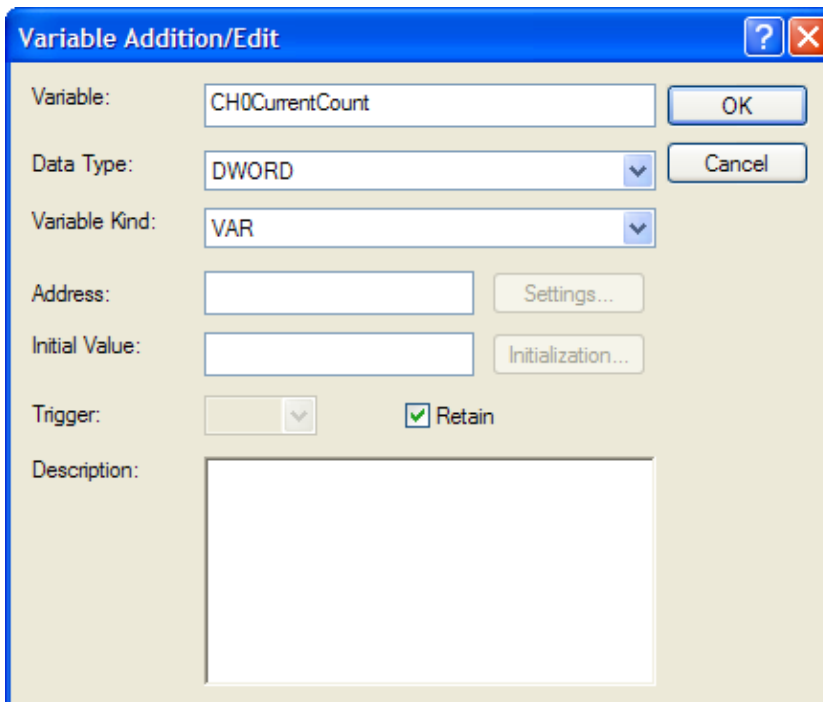 Variable Addition/Edit
Variable: CH0CurrentCount OK
Data Type: DWORD Cancel
Variable Kind: VAR
Address: Settings...
Initial Value: Initialization...
Trigger: Retain
Description: